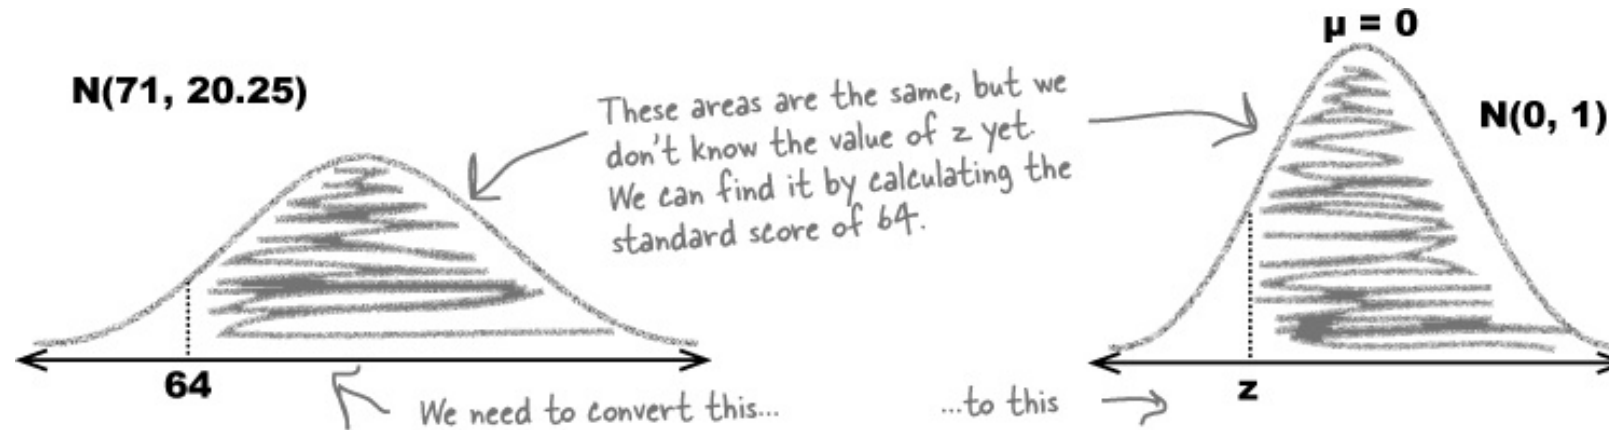 μ = 0
N(71, 20.25)
These areas are the same, but we
don't know the value of z yet.
We can find it by calculating the
standard score of 64.
N(0, 1)
64
We need to convert this...
...to this
z